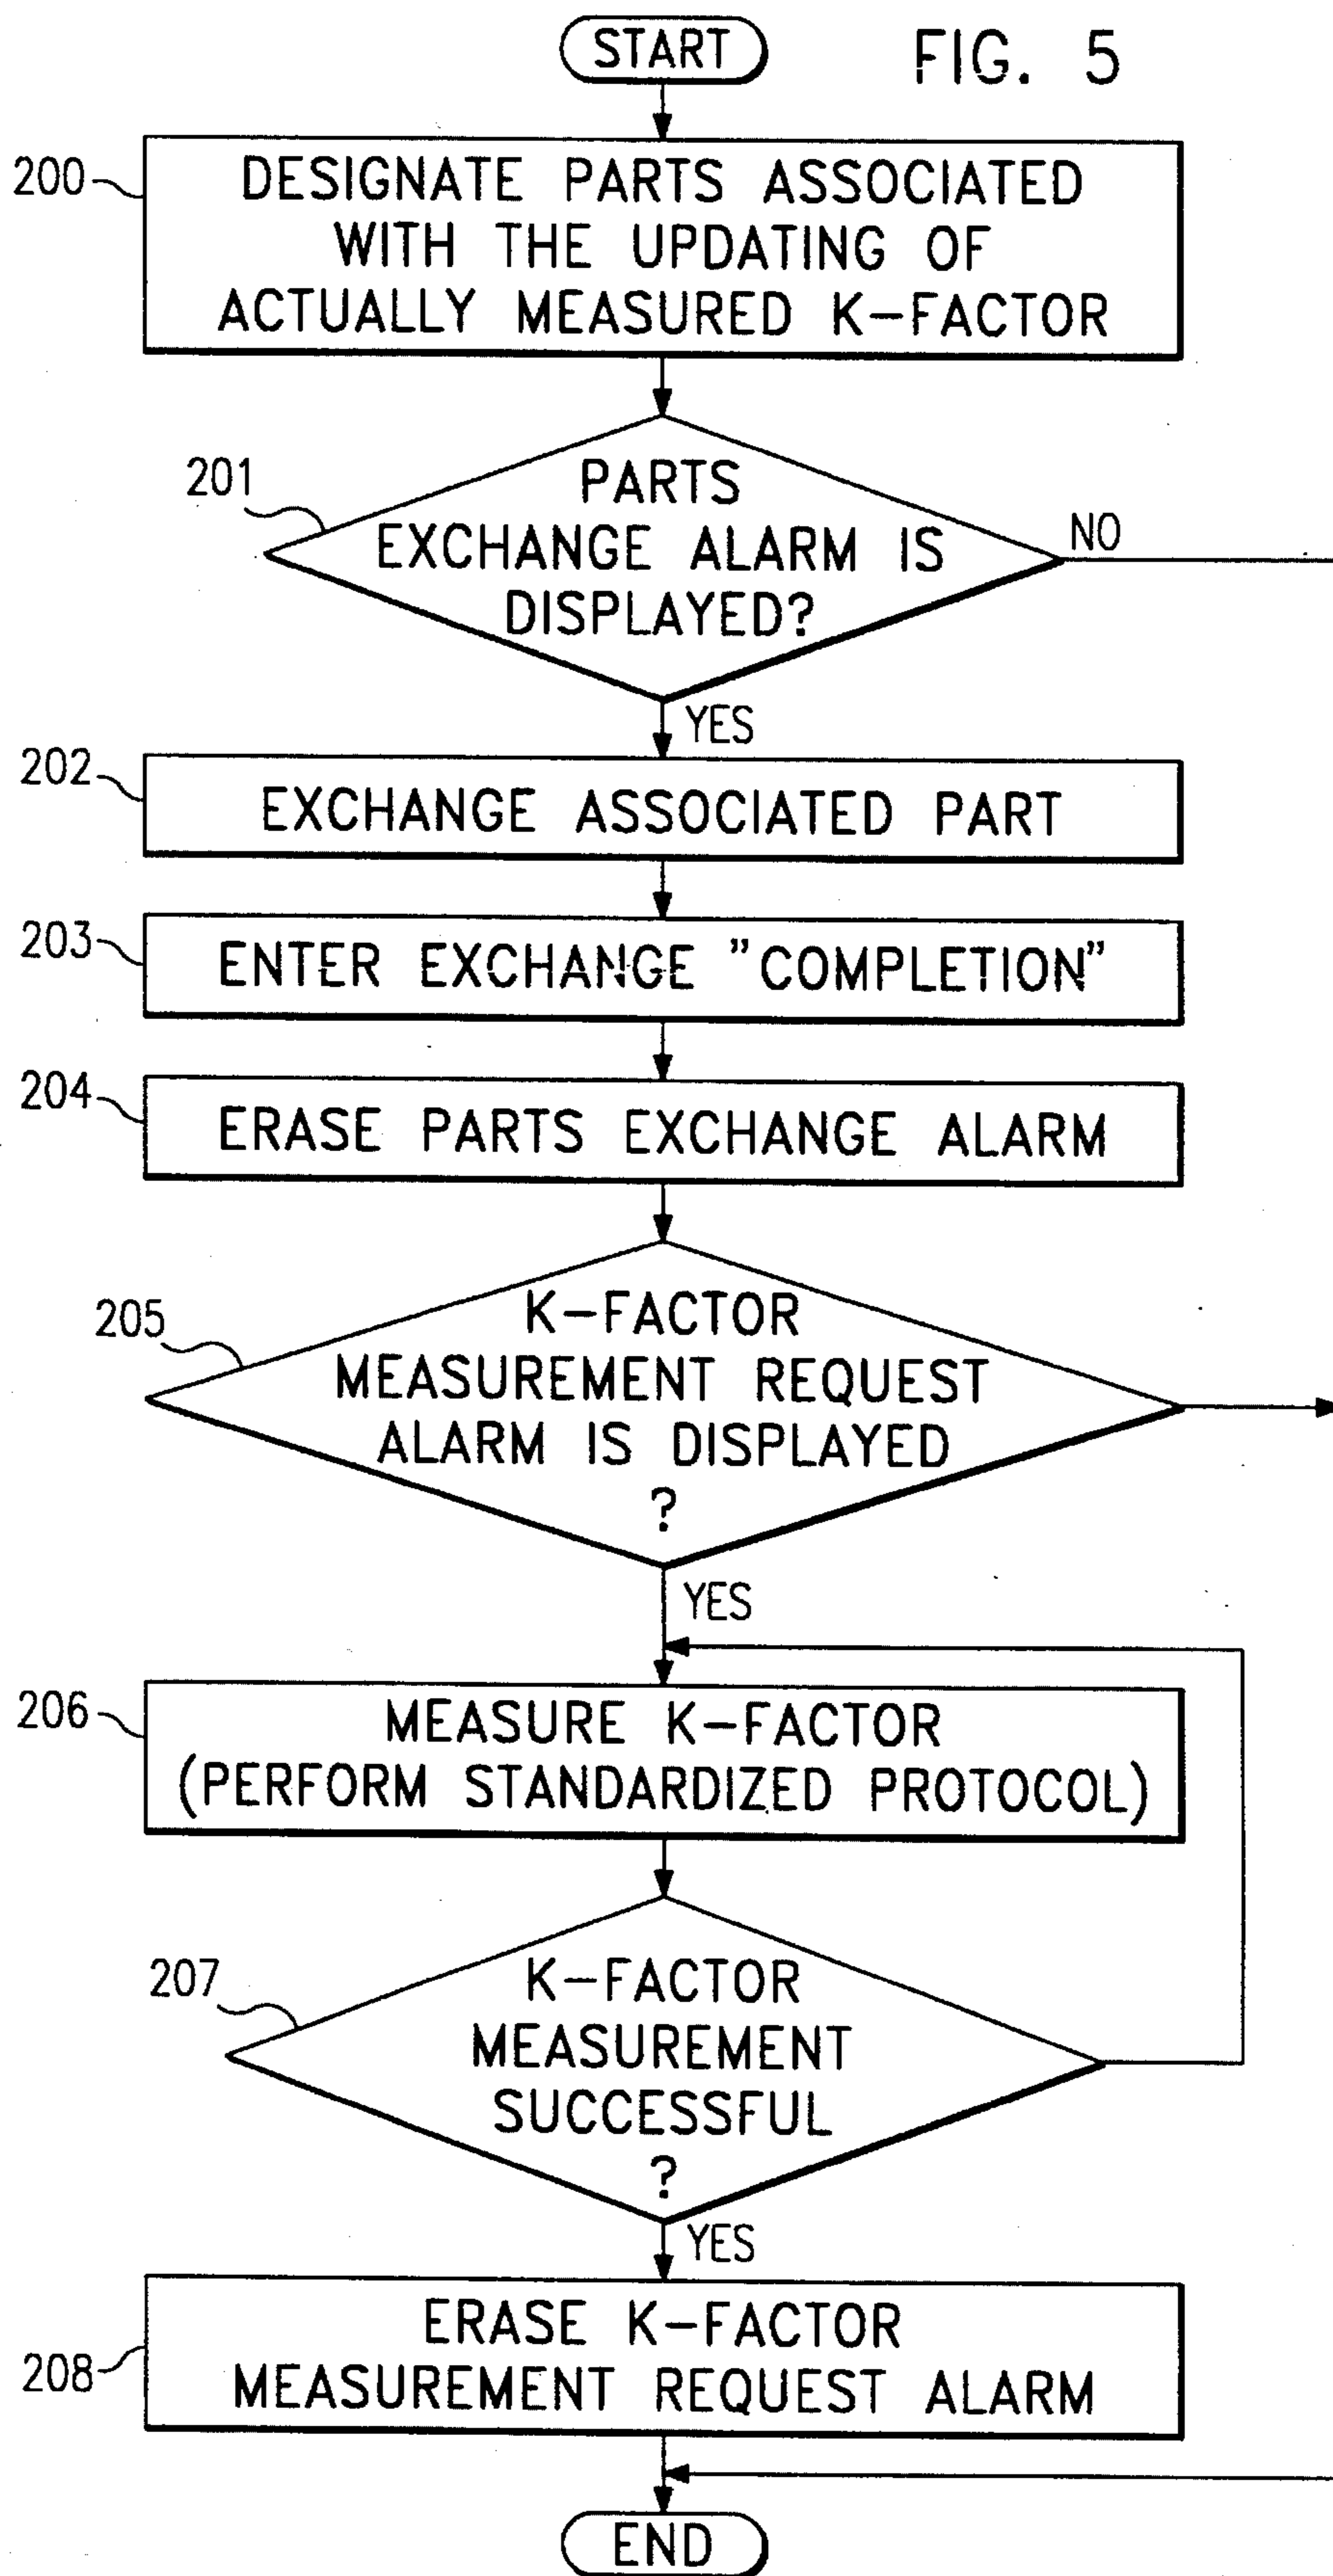 START
FIG. 5
200
DESIGNATE PARTS ASSOCIATED
WITH THE UPDATING OF
ACTUALLY MEASURED K-FACTOR
201
PARTS
EXCHANGE ALARM IS
DISPLAYED?
NO
YES
202
EXCHANGE ASSOCIATED PART
203
ENTER EXCHANGE "COMPLETION"
204
ERASE PARTS EXCHANGE ALARM
205
K-FACTOR
MEASUREMENT REQUEST
ALARM IS DISPLAYED
?
YES
206
MEASURE K-FACTOR
(PERFORM STANDARDIZED PROTOCOL)
207
K-FACTOR
MEASUREMENT
SUCCESSFUL
?
YES
208
ERASE K-FACTOR
MEASUREMENT REQUEST ALARM
END